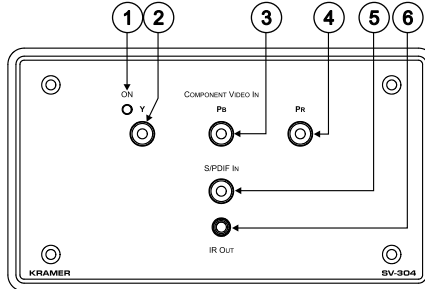 1 2 3 4 5 6
ON
COMPONENT VIDEO IN
Y PB PR
S/PDIF IN
IR OUT
KRAMER SV-304